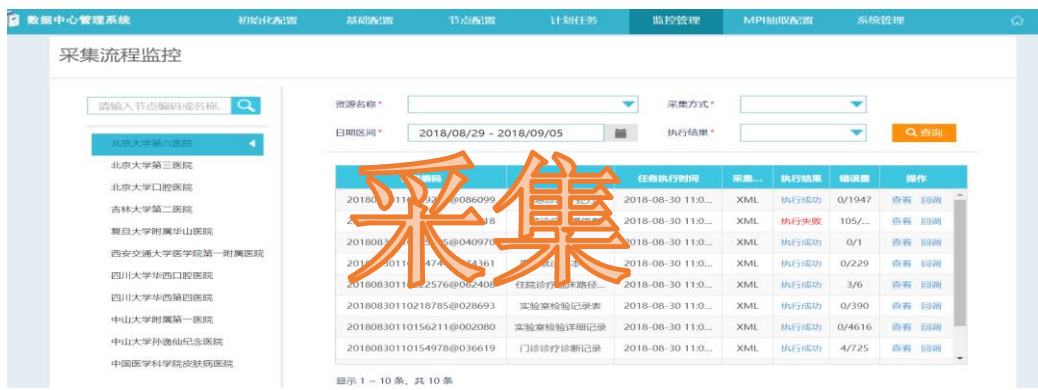 数据中心管理系统 初始化配置 基础配置 节点配置 计划任务 监控管理 MPI抽取配置 系统管理
采集流程监控
请输入节点编码或名称.
北京大学第六医院
北京大学第三医院
北京大学口腔医院
吉林大学第二医院
复旦大学附属华山医院
西安交通大学医学院第一附属医院
四川大学华西口腔医院
四川大学华西第四医院
中山大学附属第一医院
中山大学孙逸仙纪念医院
中国医学科学院皮肤病医院
资源名称* 采集方式*
日期区间* 2018/08/29 - 2018/09/05 执行结果* 查询
编码 任务执行时间 采集... 执行结果 错误量 操作
@086099 2018-08-30 11:0... XML 执行成功 0/1947 查看 回调
2018-08-30 11:0... XML 执行失败 105/... 查看 回调
@040970 2018-08-30 11:0... XML 执行成功 0/1 查看 回调
2018-08-30 11:0... XML 执行成功 0/229 查看 回调
@062408 住院诊疗临床路径... 2018-08-30 11:0... XML 执行成功 3/6 查看 回调
20180830110218785@028693 实验室检验记录表 2018-08-30 11:0... XML 执行成功 0/390 查看 回调
20180830110156211@002080 实验室检验详细记录 2018-08-30 11:0... XML 执行成功 0/4616 查看 回调
20180830110154978@036619 门诊诊疗诊断记录 2018-08-30 11:0... XML 执行成功 4/725 查看 回调
显示 1 ~ 10 条，共 10 条
采集